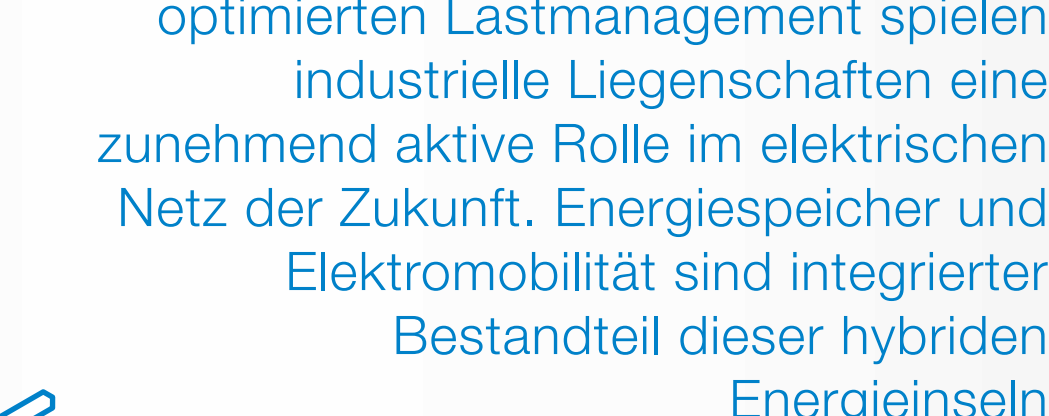 optimierten Lastmanagement spielen
industrielle Liegenschaften eine
zunehmend aktive Rolle im elektrischen
Netz der Zukunft. Energiespeicher und
Elektromobilität sind integrierter
Bestandteil dieser hybriden
Energieinseln